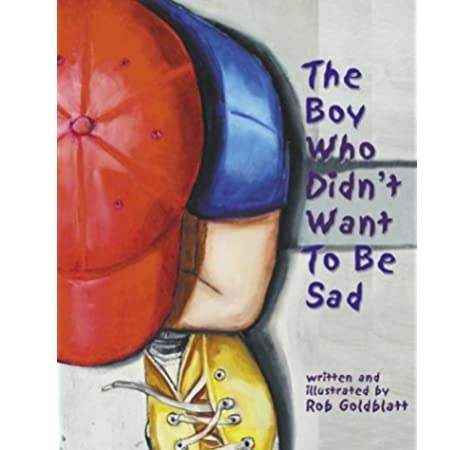 The
Boy
Who
Didn't
Want
To Be
Sad
written and
illustrated by
Rob Goldblatt